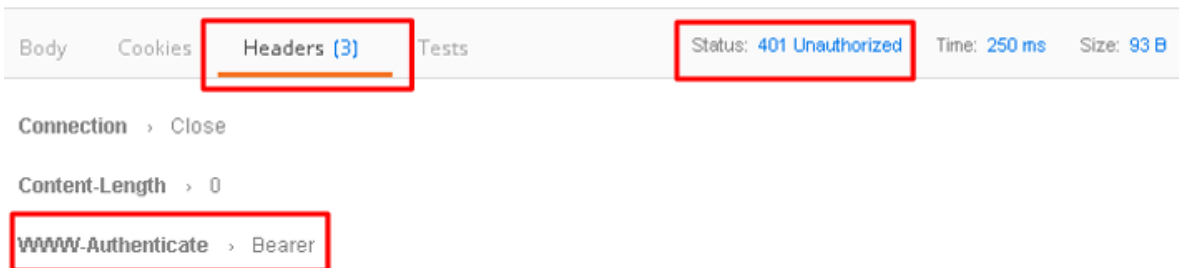 Body Cookies Headers (3) Tests Status: 401 Unauthorized Time: 250 ms Size: 93 B
Connection › Close
Content-Length › 0
WWW-Authenticate › Bearer